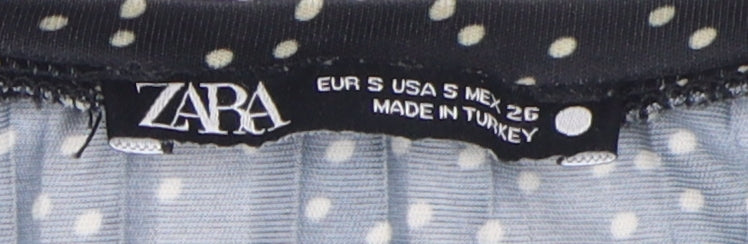 ZARA
EUR S USA S MEX 26
MADE IN TURKEY